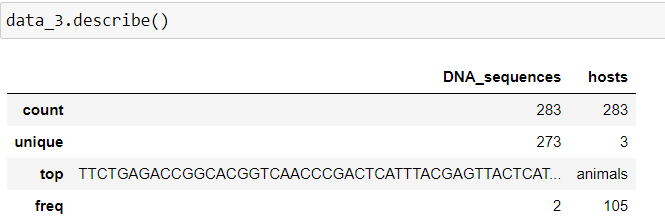 data_3.describe()
DNA_sequences hosts
count 283 283
unique 273 3
top TTCTGAGACCGGCACGGTCAACCCGACTCATTTACGAGTTACTCAT... animals
freq 2 105